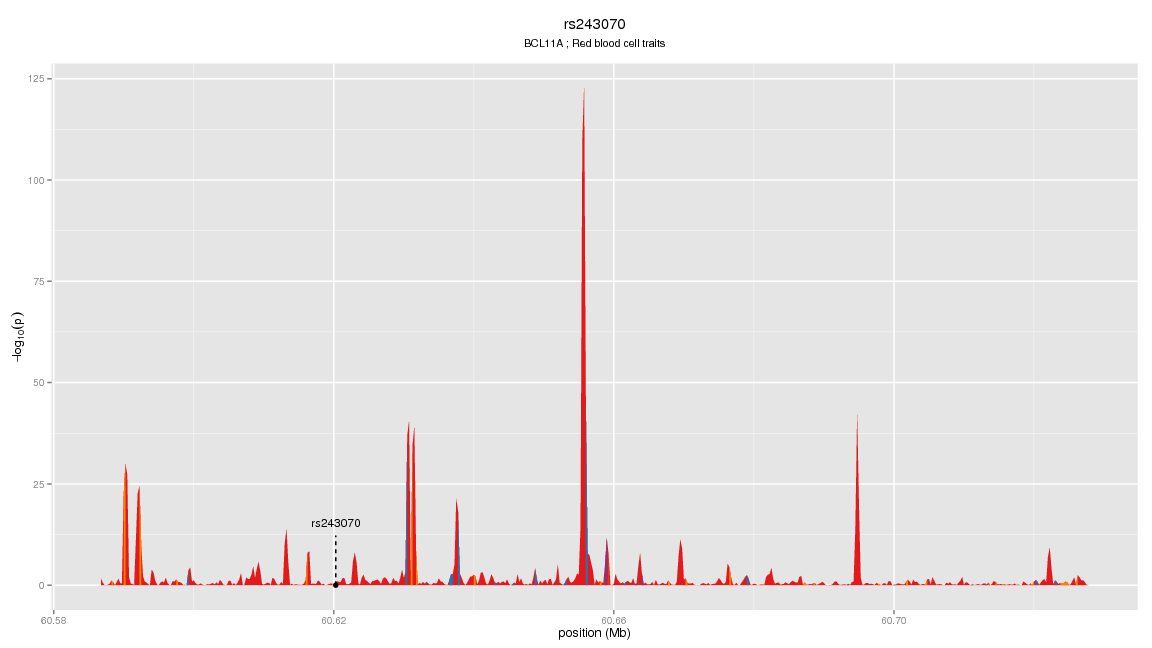 rs243070
BCL11A ; Red blood cell traits
125
100
75
50
25
0
−log10(p)
rs243070
60.58
60.62
60.66
60.70
position (Mb)